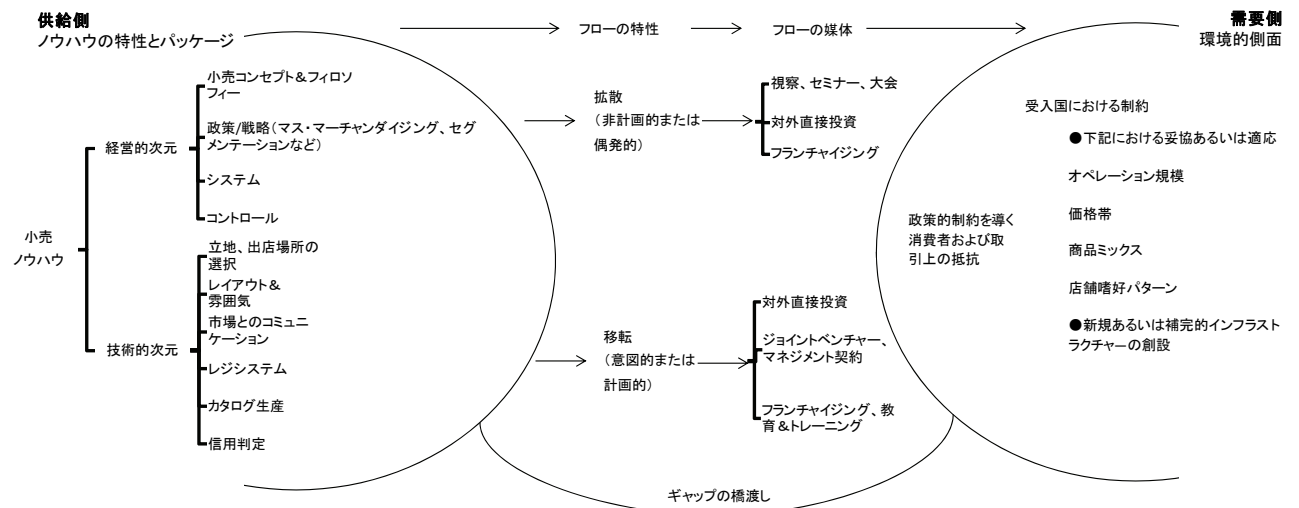 供給側
ノウハウの特性とパッケージ
フローの特性
フローの媒体
需要側
環境的側面
小売
ノウハウ
経営的次元
小売コンセプト&フィロソ
フィー
政策/戦略(マス・マーチャンダイジング、セグ
メンテーションなど)
システム
コントロール
技術的次元
立地、出店場所の
選択
レイアウト&
雰囲気
市場とのコミュニ
ケーション
レジシステム
カタログ生産
信用判定
拡散
(非計画的または
偶発的)
視察、セミナー、大会
対外直接投資
フランチャイジング
移転
(意図的または
計画的)
対外直接投資
ジョイントベンチャー、
マネジメント契約
フランチャイジング、教
育&トレーニング
ギャップの橋渡し
政策的制約を導く
消費者および取
引上の抵抗
受入国における制約
●下記における妥協あるいは適応
オペレーション規模
価格帯
商品ミックス
店舗嗜好パターン
●新規あるいは補完的インフラスト
ラクチャーの創設